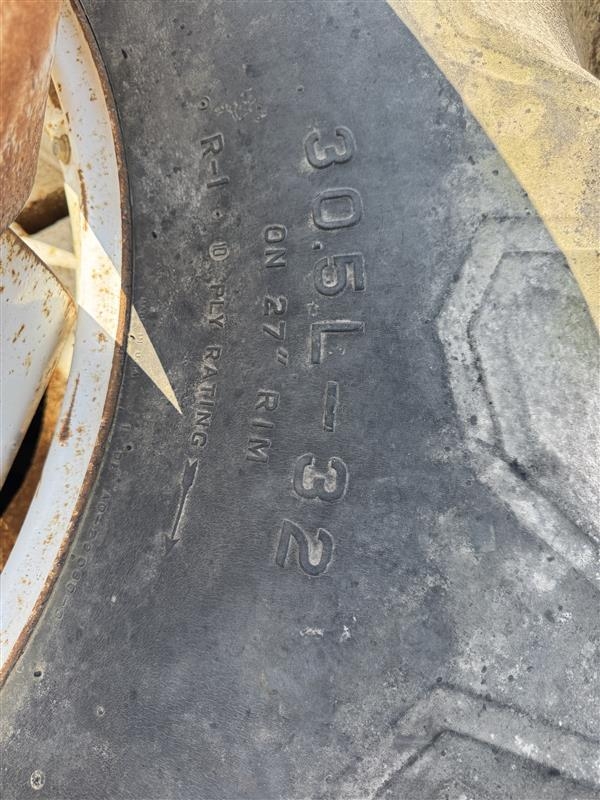 30.5L-32
ON 27" RIM
R-1 · 10 PLY RATING